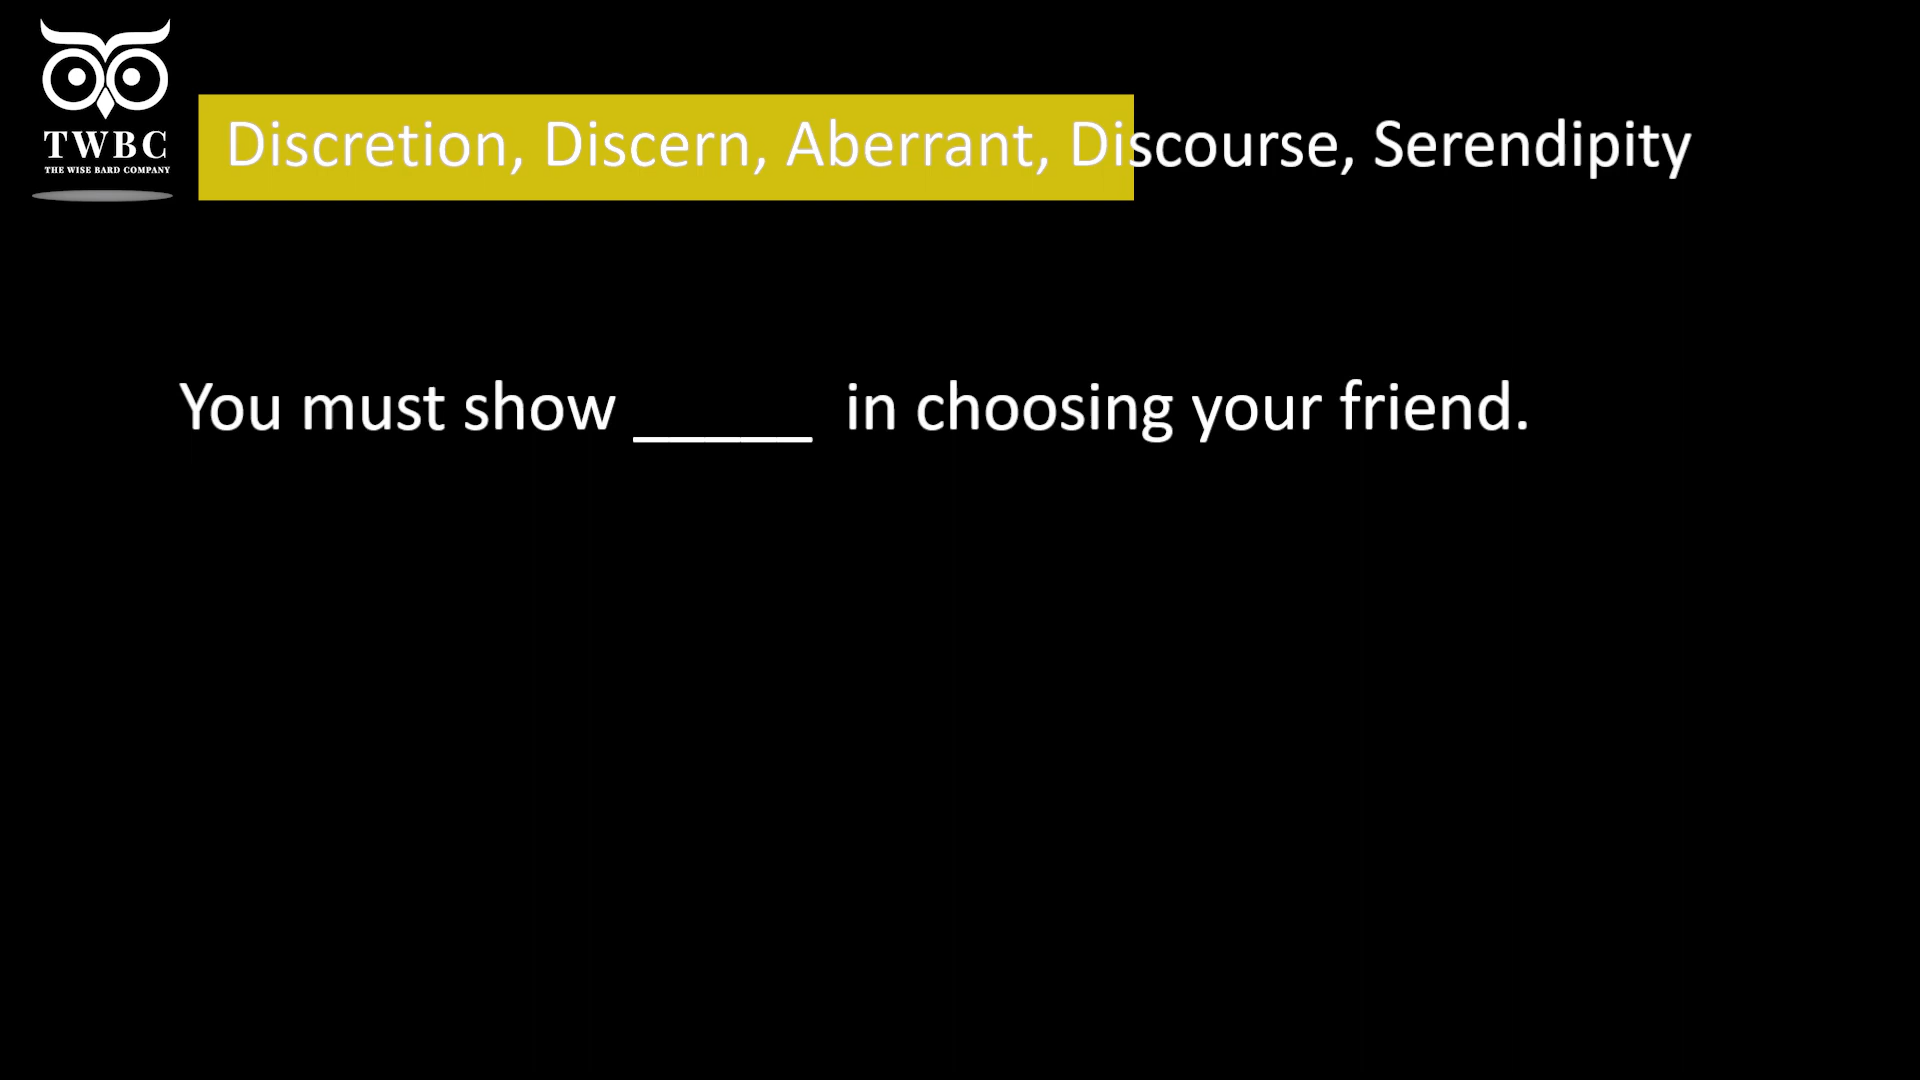 TWBC
THE WISE BARD COMPANY
Discretion, Discern, Aberrant, Discourse, Serendipity
You must show _____ in choosing your friend.